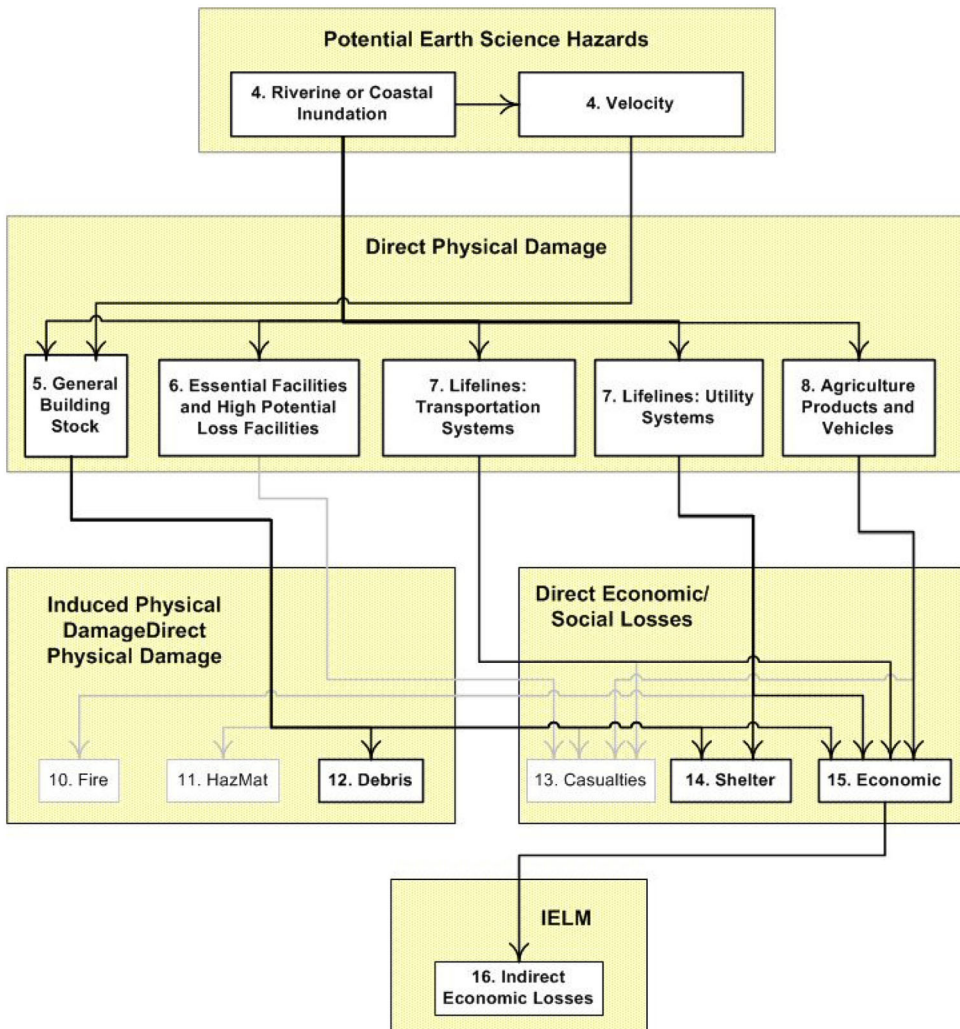 Potential Earth Science Hazards
4. Riverine or Coastal
Inundation
4. Velocity
Direct Physical Damage
5. General
Building
Stock
6. Essential Facilities
and High Potential
Loss Facilities
7. Lifelines:
Transportation
Systems
7. Lifelines: Utility
Systems
8. Agriculture
Products and
Vehicles
Induced Physical
DamageDirect
Physical Damage
10. Fire
11. HazMat
12. Debris
Direct Economic/
Social Losses
13. Casualties
14. Shelter
15. Economic
IELM
16. Indirect
Economic Losses